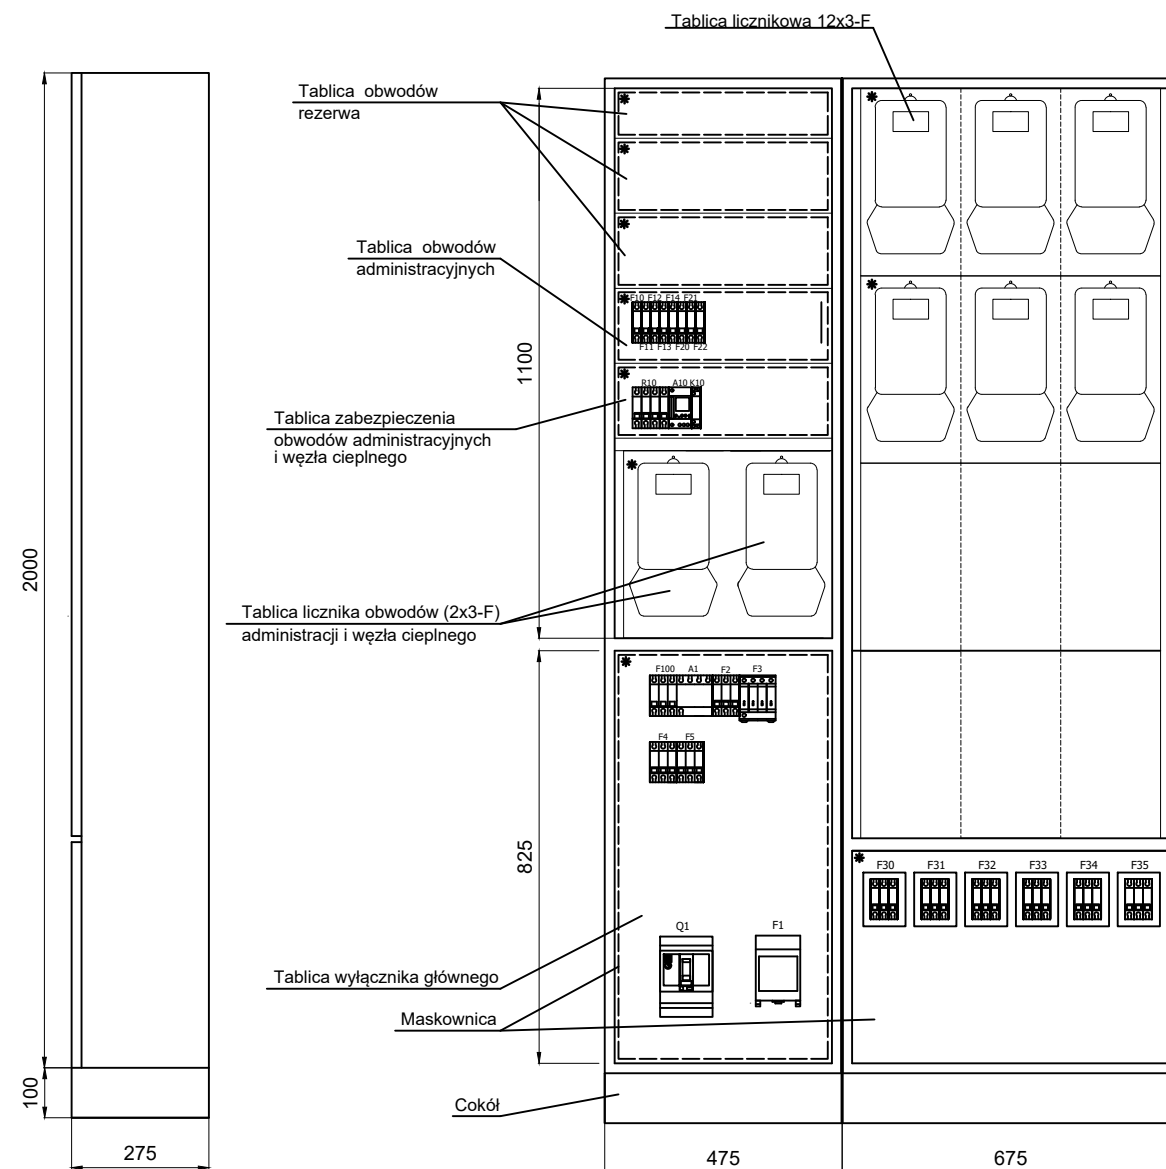 Tablica licznikowa 12x3-F
Tablica obwodów
rezerwa
Tablica obwodów
administracyjnych
F10 F12 F14 F21
F11 F13 F20 F22
Tablica zabezpieczenia
obwodów administracyjnych
i węzła cieplnego
R10 A10 K10
Tablica licznika obwodów (2x3-F)
administracji i węzła cieplnego
F100 A1 F2 F3
F4 F5
F30 F31 F32 F33 F34 F35
Q1 F1
Tablica wyłącznika głównego
Maskownica
Cokół
2000
100
275
1100
825
475
675